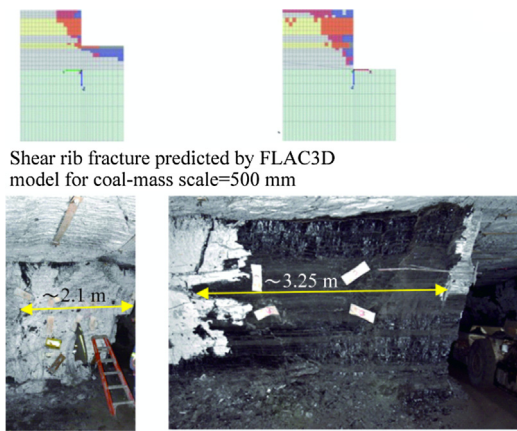 Shear rib fracture predicted by FLAC3D
model for coal-mass scale=500 mm
~2.1 m
~3.25 m